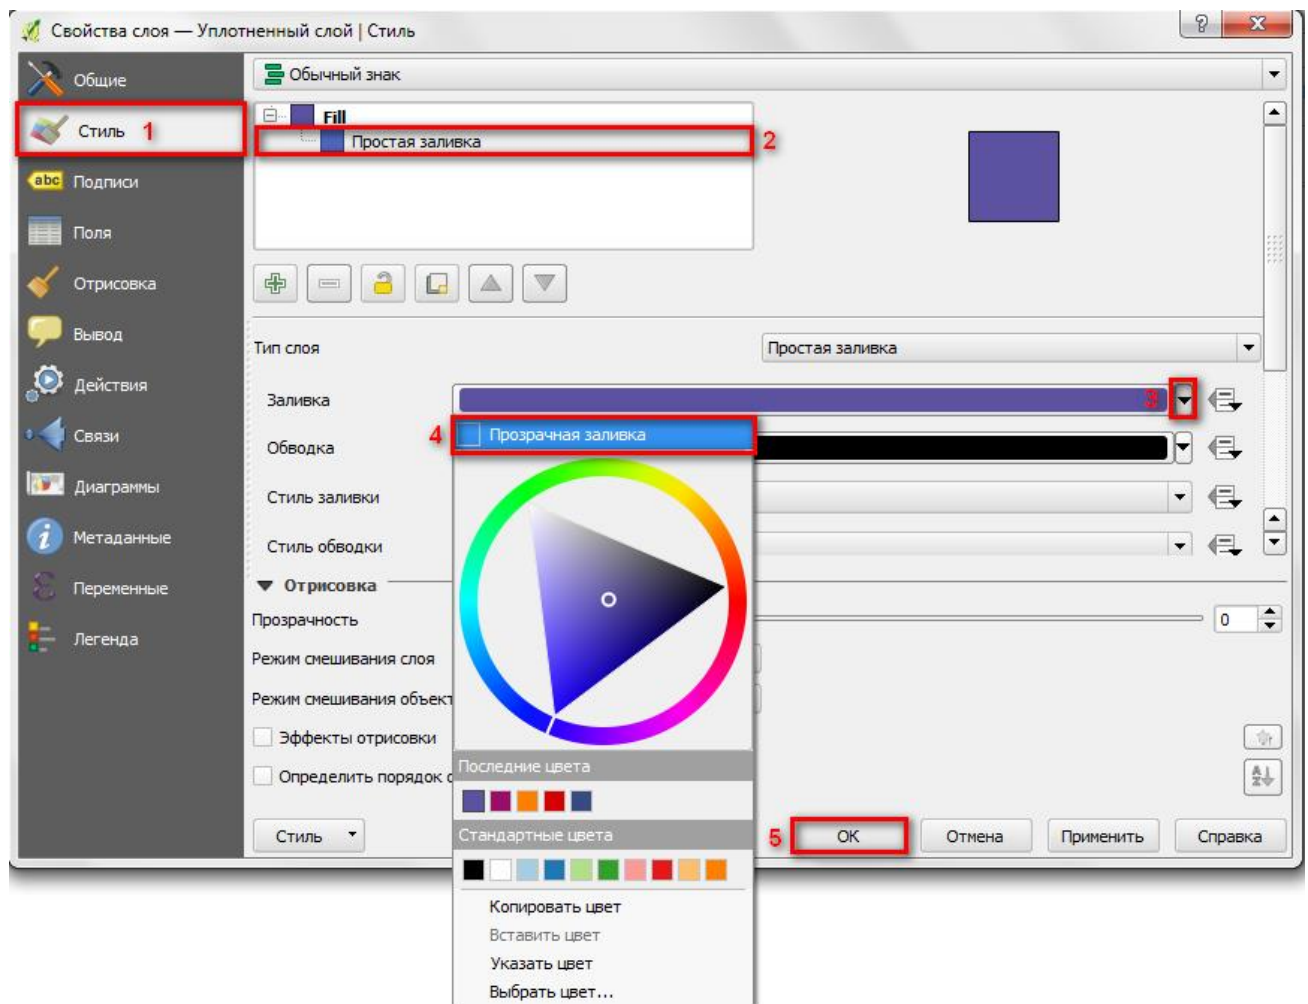 Свойства слоя — Уплотненный слой | Стиль
Общие
Стиль 1
Подписи
Поля
Отрисовка
Вывод
Действия
Связи
Диаграммы
Метаданные
Переменные
Легенда
Обычный знак
Fill
Простая заливка 2
Тип слоя
Простая заливка
Заливка
3
4 Прозрачная заливка
Обводка
Стиль заливки
Стиль обводки
Отрисовка
Прозрачность
0
Режим смешивания слоя
Режим смешивания объект
Эффекты отрисовки
Определить порядок о
Последние цвета
Стандартные цвета
Копировать цвет
Вставить цвет
Указать цвет
Выбрать цвет...
Стиль
5 OK
Отмена
Применить
Справка
abc